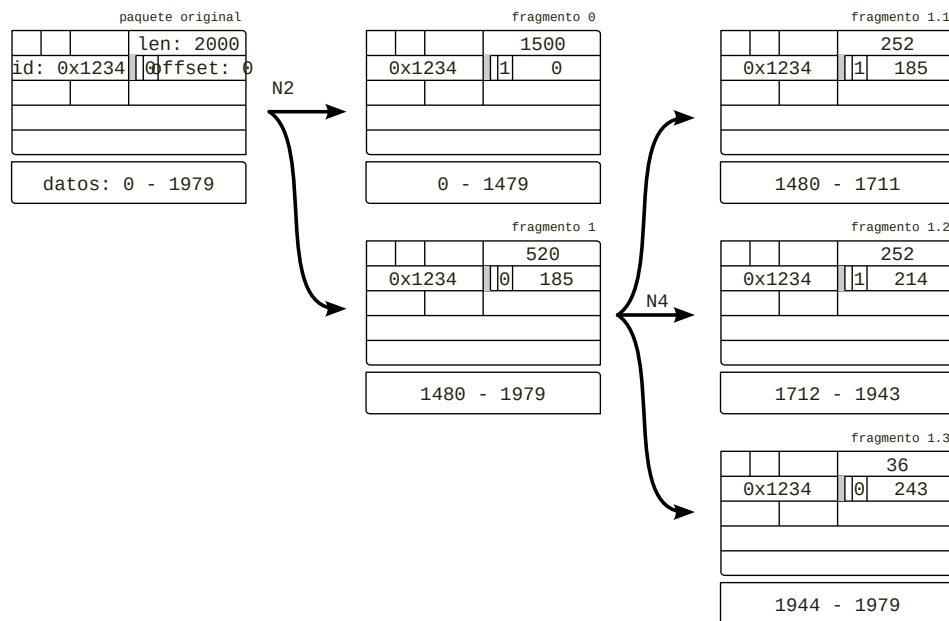 paquete original
len: 2000
id: 0x1234 0 offset: 0
datos: 0 - 1979
N2
fragmento 0
1500
0x1234 1 0
0 - 1479
fragmento 1
520
0x1234 0 185
1480 - 1979
N4
fragmento 1.1
252
0x1234 1 185
1480 - 1711
fragmento 1.2
252
0x1234 1 214
1712 - 1943
fragmento 1.3
36
0x1234 0 243
1944 - 1979